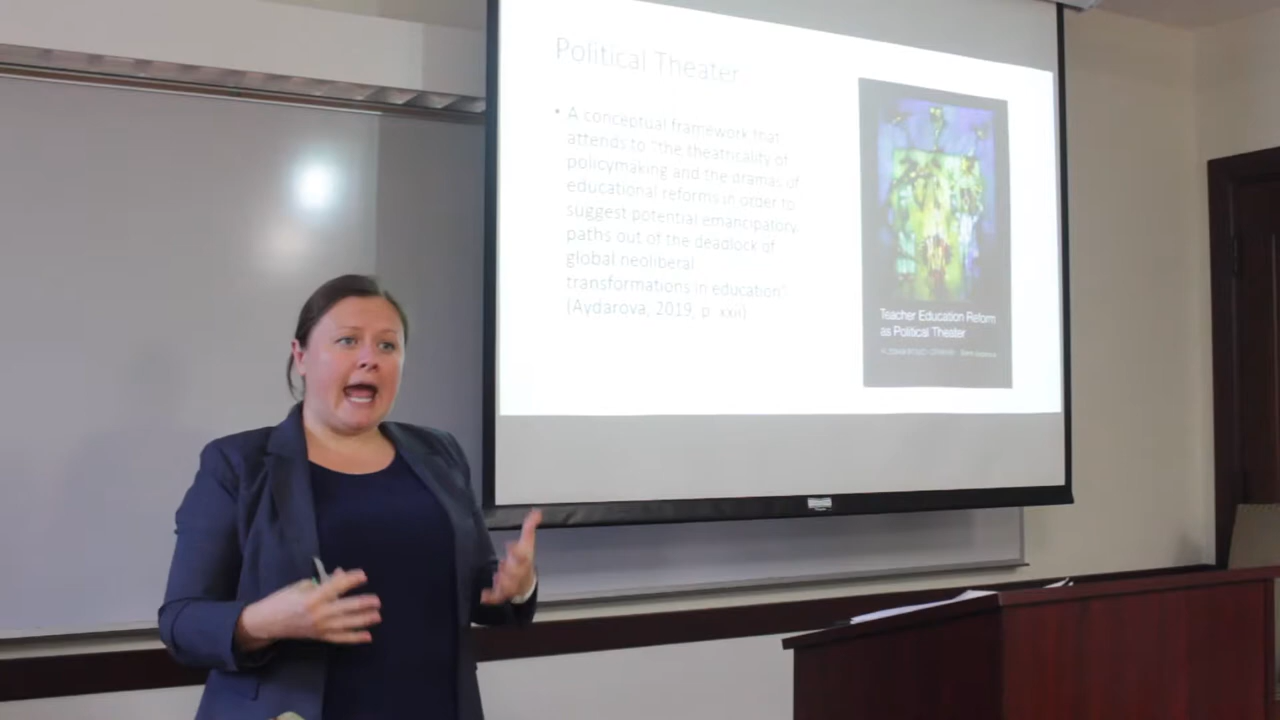 Political Theater
• A conceptual framework that
attends to "the theatricality of
policymaking and the dramas of
educational reforms in order to
suggest potential emancipatory
paths out of the deadlock of
global neoliberal
transformations in education"
(Aydarova, 2019, p. xxii)
Teacher Education Reform
as Political Theater